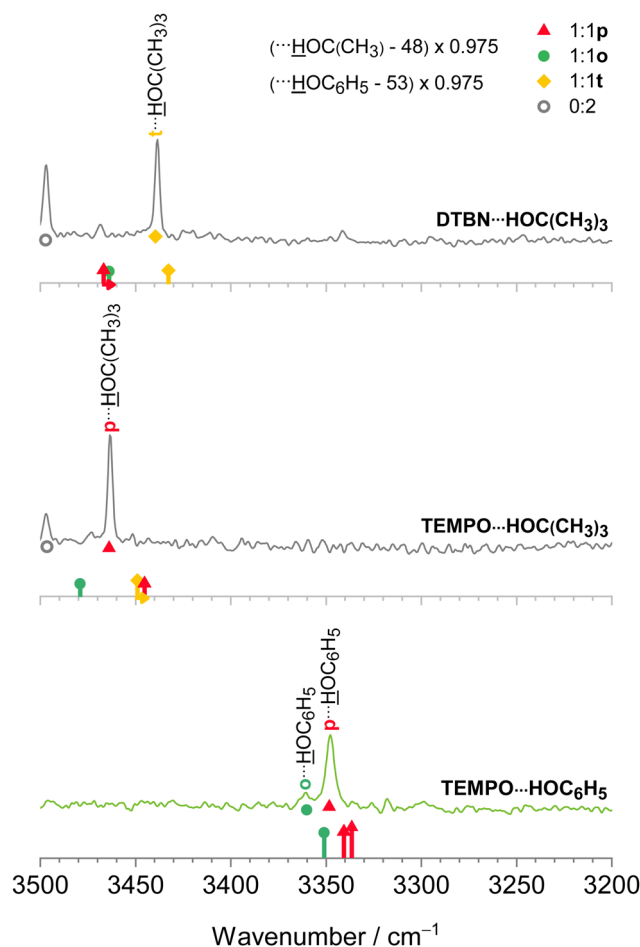 (···HOC(CH3) - 48) x 0.975
(···HOC6H5 - 53) x 0.975
1:1p
1:1o
1:1t
0:2
t···HOC(CH3)3
DTBN···HOC(CH3)3
p···HOC(CH3)3
TEMPO···HOC(CH3)3
o···HOC6H5
p···HOC6H5
TEMPO···HOC6H5
3500 3450 3400 3350 3300 3250 3200
Wavenumber / cm−1